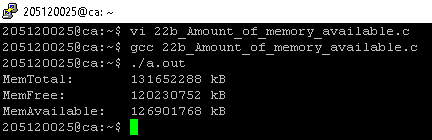 205120025@ca: ~
205120025@ca:~$ vi 22b_Amount_of_memory_available.c
205120025@ca:~$ gcc 22b_Amount_of_memory_available.c
205120025@ca:~$ ./a.out
MemTotal:       131652288 kB
MemFree:        120230752 kB
MemAvailable:   126901768 kB
205120025@ca:~$